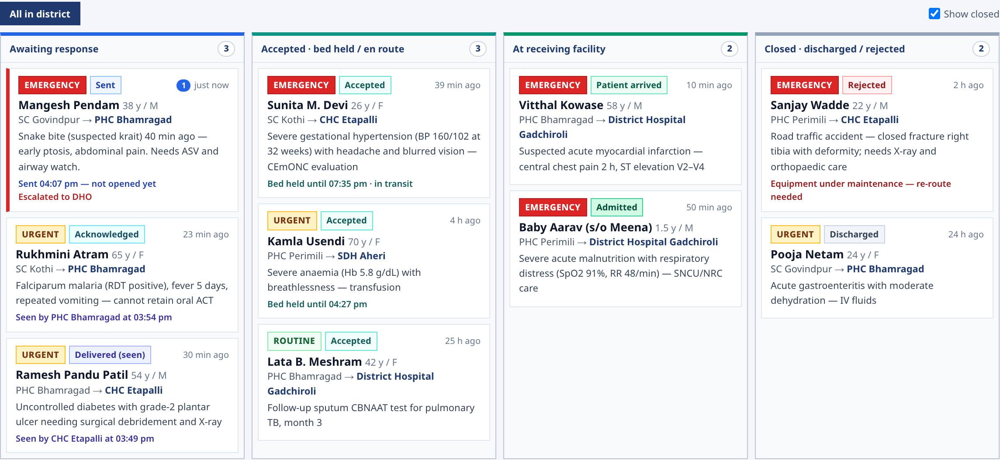 All in district
Show closed
Awaiting response 3
EMERGENCY Sent 1 just now
Mangesh Pendam 38 y / M
SC Govindpur → PHC Bhamragad
Snake bite (suspected krait) 40 min ago —
early ptosis, abdominal pain. Needs ASV and
airway watch.
Sent 04:07 pm — not opened yet
Escalated to DHO
URGENT Acknowledged 23 min ago
Rukhmini Atram 65 y / F
SC Kothi → PHC Bhamragad
Falciparum malaria (RDT positive), fever 5 days,
repeated vomiting — cannot retain oral ACT
Seen by PHC Bhamragad at 03:54 pm
URGENT Delivered (seen) 30 min ago
Ramesh Pandu Patil 54 y / M
PHC Bhamragad → CHC Etapalli
Uncontrolled diabetes with grade-2 plantar
ulcer needing surgical debridement and X-ray
Seen by CHC Etapalli at 03:49 pm
Accepted · bed held / en route 3
EMERGENCY Accepted 39 min ago
Sunita M. Devi 26 y / F
SC Kothi → CHC Etapalli
Severe gestational hypertension (BP 160/102 at
32 weeks) with headache and blurred vision —
CEmONC evaluation
Bed held until 07:35 pm · in transit
URGENT Accepted 4 h ago
Kamla Usendi 70 y / F
PHC Perimili → SDH Aheri
Severe anaemia (Hb 5.8 g/dL) with
breathlessness — transfusion
Bed held until 04:27 pm
ROUTINE Accepted 25 h ago
Lata B. Meshram 42 y / F
PHC Bhamragad → District Hospital
Gadchiroli
Follow-up sputum CBNAAT test for pulmonary
TB, month 3
At receiving facility 2
EMERGENCY Patient arrived 10 min ago
Vitthal Kowase 58 y / M
PHC Bhamragad → District Hospital
Gadchiroli
Suspected acute myocardial infarction —
central chest pain 2 h, ST elevation V2–V4
EMERGENCY Admitted 50 min ago
Baby Aarav (s/o Meena) 1.5 y / M
PHC Perimili → District Hospital Gadchiroli
Severe acute malnutrition with respiratory
distress (SpO2 91%, RR 48/min) — SNCU/NRC
care
Closed · discharged / rejected 2
EMERGENCY Rejected 2 h ago
Sanjay Wadde 22 y / M
PHC Perimili → CHC Etapalli
Road traffic accident — closed fracture right
tibia with deformity; needs X-ray and
orthopaedic care
Equipment under maintenance — re-route
needed
URGENT Discharged 24 h ago
Pooja Netam 24 y / F
SC Govindpur → PHC Bhamragad
Acute gastroenteritis with moderate
dehydration — IV fluids